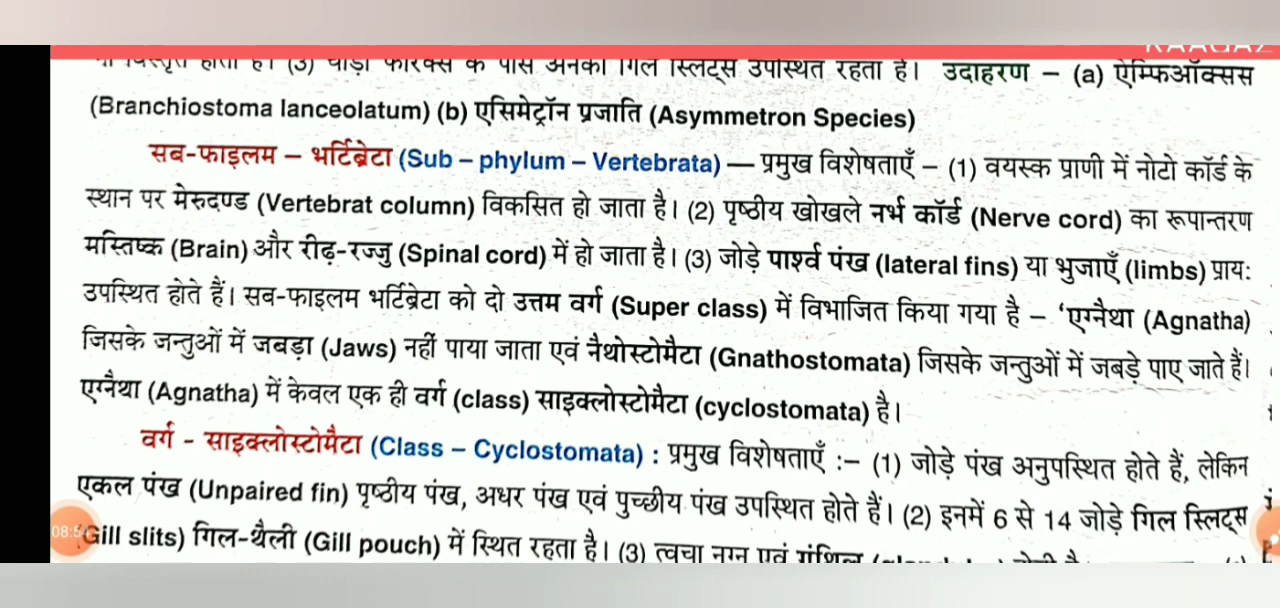 KAAGAZ
(3) के पास अनेकों गिल स्लिट्स उपस्थित रहता है। उदाहरण – (a) ऐम्फिऑक्सस
(Branchiostoma lanceolatum) (b) एसिमेट्रॉन प्रजाति (Asymmetron Species)
सब-फाइलम – भर्टिब्रेटा (Sub – phylum – Vertebrata) — प्रमुख विशेषताएँ – (1) वयस्क प्राणी में नोटो कॉर्ड के
स्थान पर मेरुदण्ड (Vertebrat column) विकसित हो जाता है। (2) पृष्ठीय खोखले नर्भ कॉर्ड (Nerve cord) का रूपान्तरण
मस्तिष्क (Brain) और रीढ़-रज्जु (Spinal cord) में हो जाता है। (3) जोड़े पार्श्व पंख (lateral fins) या भुजाएँ (limbs) प्रायः
उपस्थित होते हैं। सब-फाइलम भर्टिब्रेटा को दो उत्तम वर्ग (Super class) में विभाजित किया गया है – ‘एग्नैथा (Agnatha)
जिसके जन्तुओं में जबड़ा (Jaws) नहीं पाया जाता एवं नैथोस्टोमैटा (Gnathostomata) जिसके जन्तुओं में जबड़े पाए जाते हैं।
एग्नैथा (Agnatha) में केवल एक ही वर्ग (class) साइक्लोस्टोमैटा (cyclostomata) है।
वर्ग - साइक्लोस्टोमैटा (Class – Cyclostomata) : प्रमुख विशेषताएँ :– (1) जोड़े पंख अनुपस्थित होते हैं, लेकिन
एकल पंख (Unpaired fin) पृष्ठीय पंख, अधर पंख एवं पुच्छीय पंख उपस्थित होते हैं। (2) इनमें 6 से 14 जोड़े गिल स्लिट्स
(Gill slits) गिल-थैली (Gill pouch) में स्थित रहता है। (3) त्वचा नग्न एवं ग्रंथिल